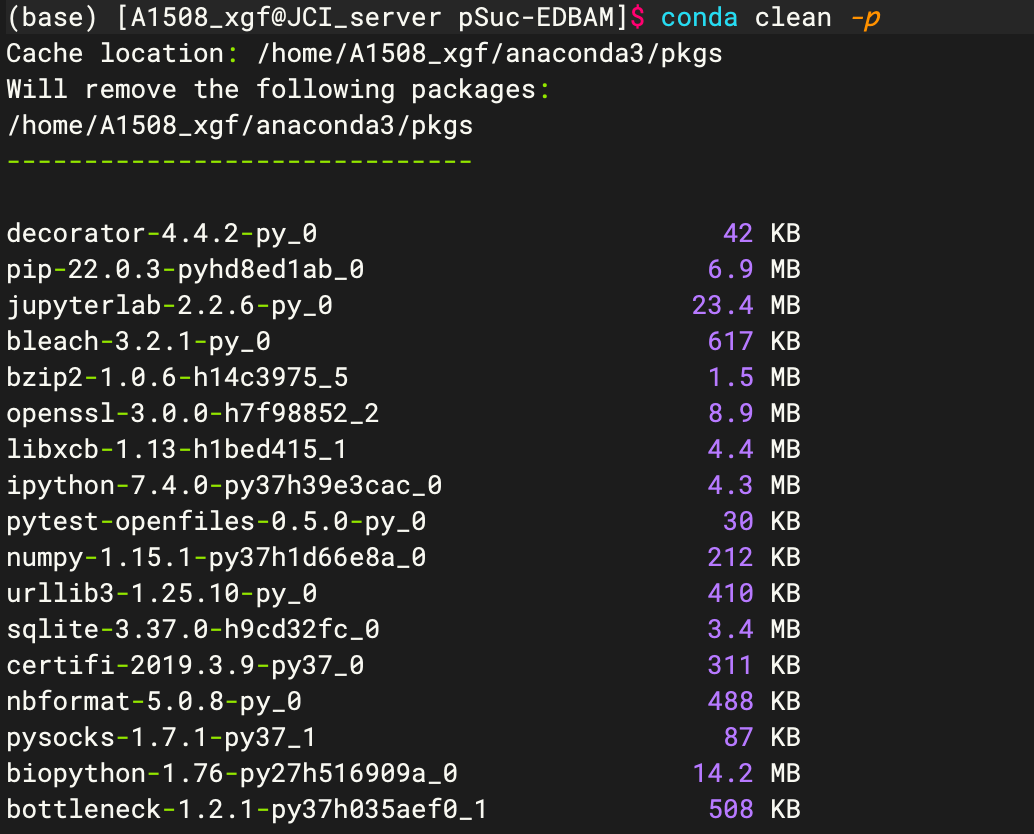 (base) [A1508_xgf@JCI_server pSuc-EDBAM]$ conda clean -p
Cache location: /home/A1508_xgf/anaconda3/pkgs
Will remove the following packages:
/home/A1508_xgf/anaconda3/pkgs
------------------------------
decorator-4.4.2-py_0 42 KB
pip-22.0.3-pyhd8ed1ab_0 6.9 MB
jupyterlab-2.2.6-py_0 23.4 MB
bleach-3.2.1-py_0 617 KB
bzip2-1.0.6-h14c3975_5 1.5 MB
openssl-3.0.0-h7f98852_2 8.9 MB
libxcb-1.13-h1bed415_1 4.4 MB
ipython-7.4.0-py37h39e3cac_0 4.3 MB
pytest-openfiles-0.5.0-py_0 30 KB
numpy-1.15.1-py37h1d66e8a_0 212 KB
urllib3-1.25.10-py_0 410 KB
sqlite-3.37.0-h9cd32fc_0 3.4 MB
certifi-2019.3.9-py37_0 311 KB
nbformat-5.0.8-py_0 488 KB
pysocks-1.7.1-py37_1 87 KB
biopython-1.76-py27h516909a_0 14.2 MB
bottleneck-1.2.1-py37h035aef0_1 508 KB